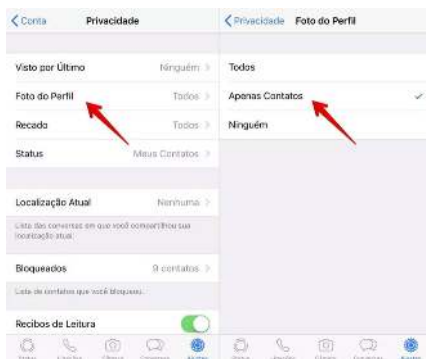 Conta
Privacidade
Visto por Último Ninguém
Foto do Perfil Todos
Recado Todos
Status Meus Contatos
Localização Atual Nenhuma
Lista das conversas em que você compartilhou sua
localização atual.
Bloqueados 9 contatos
Lista de contatos que você bloqueou.
Recibos de Leitura
Privacidade
Foto do Perfil
Todos
Apenas Contatos
Ninguém